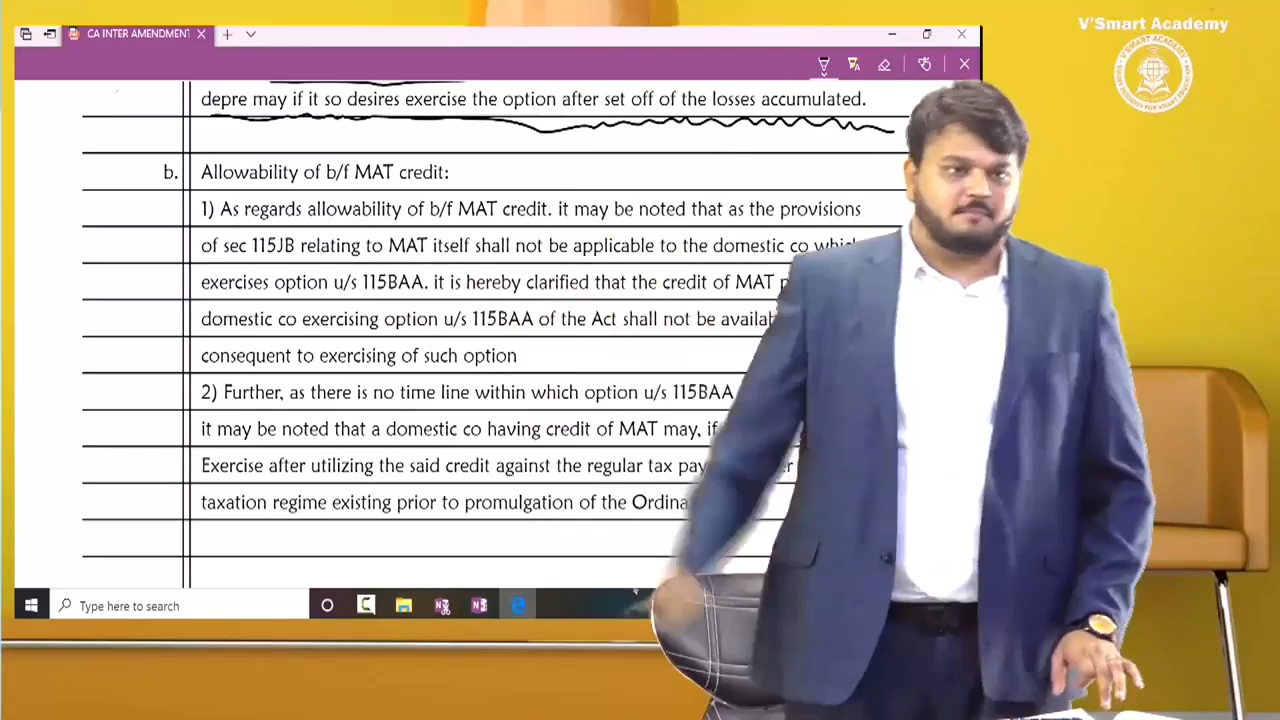 V'Smart Academy
CA INTER AMENDMENT
depre may if it so desires exercise the option after set off of the losses accumulated.
b. Allowability of b/f MAT credit:
1) As regards allowability of b/f MAT credit. it may be noted that as the provisions
of sec 115JB relating to MAT itself shall not be applicable to the domestic co which
exercises option u/s 115BAA. it is hereby clarified that the credit of MAT
domestic co exercising option u/s 115BAA of the Act shall not be
consequent to exercising of such option
2) Further, as there is no time line within which option u/s 115BAA
it may be noted that a domestic co having credit of MAT may, if
Exercise after utilizing the said credit against the regular tax
taxation regime existing prior to promulgation of the
Type here to search